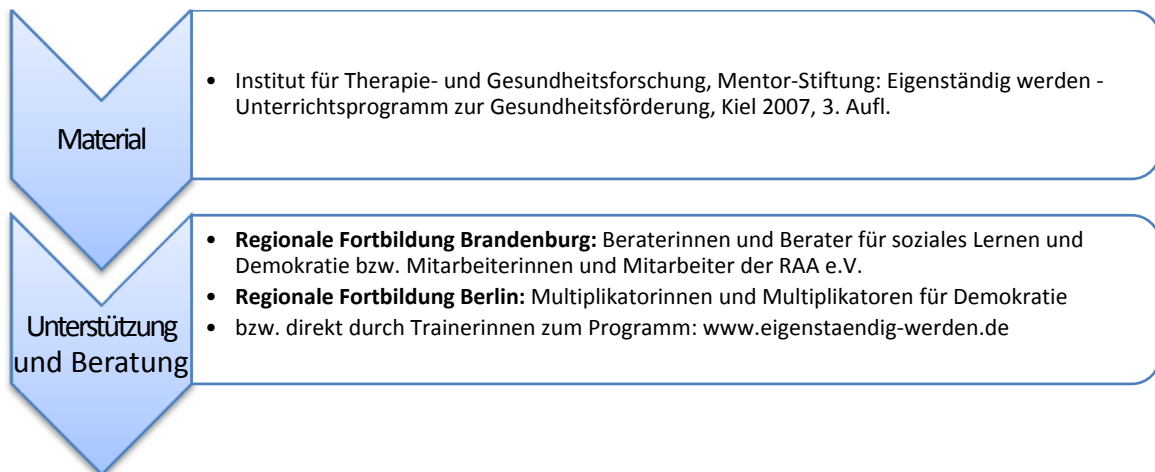 Material
• Institut für Therapie- und Gesundheitsforschung, Mentor-Stiftung: Eigenständig werden -
Unterrichtsprogramm zur Gesundheitsförderung, Kiel 2007, 3. Aufl.
Unterstützung
und Beratung
• Regionale Fortbildung Brandenburg: Beraterinnen und Berater für soziales Lernen und
Demokratie bzw. Mitarbeiterinnen und Mitarbeiter der RAA e.V.
• Regionale Fortbildung Berlin: Multiplikatorinnen und Multiplikatoren für Demokratie
• bzw. direkt durch Trainerinnen zum Programm: www.eigenstaendig-werden.de